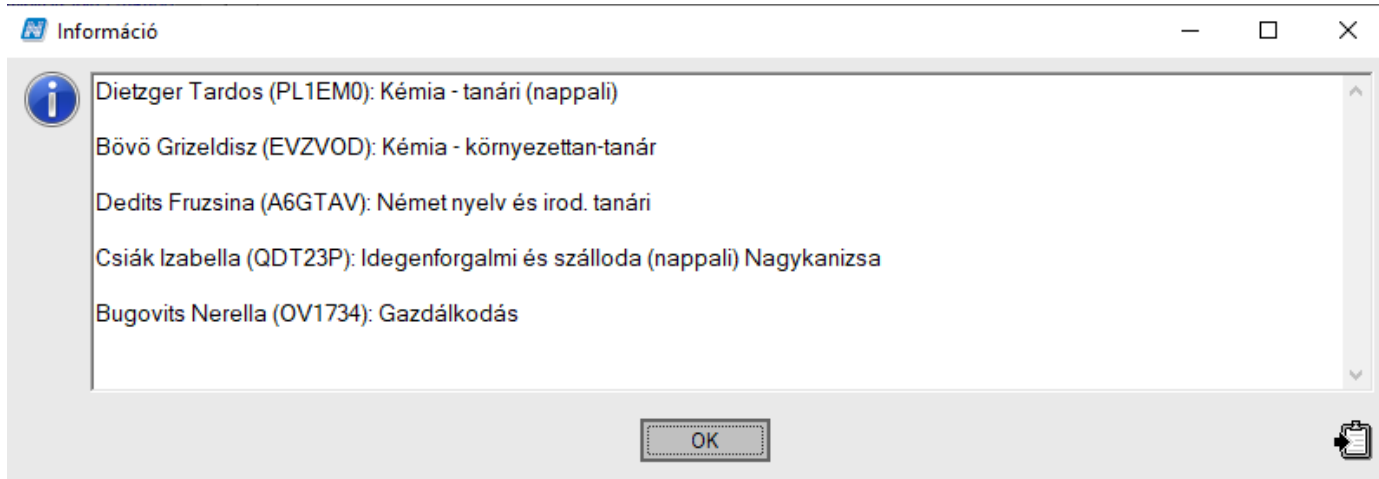 Információ
Dietzger Tardos (PL1EM0): Kémia - tanári (nappali)
Bövö Grizeldisz (EVZVOD): Kémia - környezettan-tanár
Dedits Fruzsina (A6GTAV): Német nyelv és irod. tanári
Csiák Izabella (QDT23P): Idegenforgalmi és szálloda (nappali) Nagykanizsa
Bugovits Nerella (OV1734): Gazdálkodás
OK